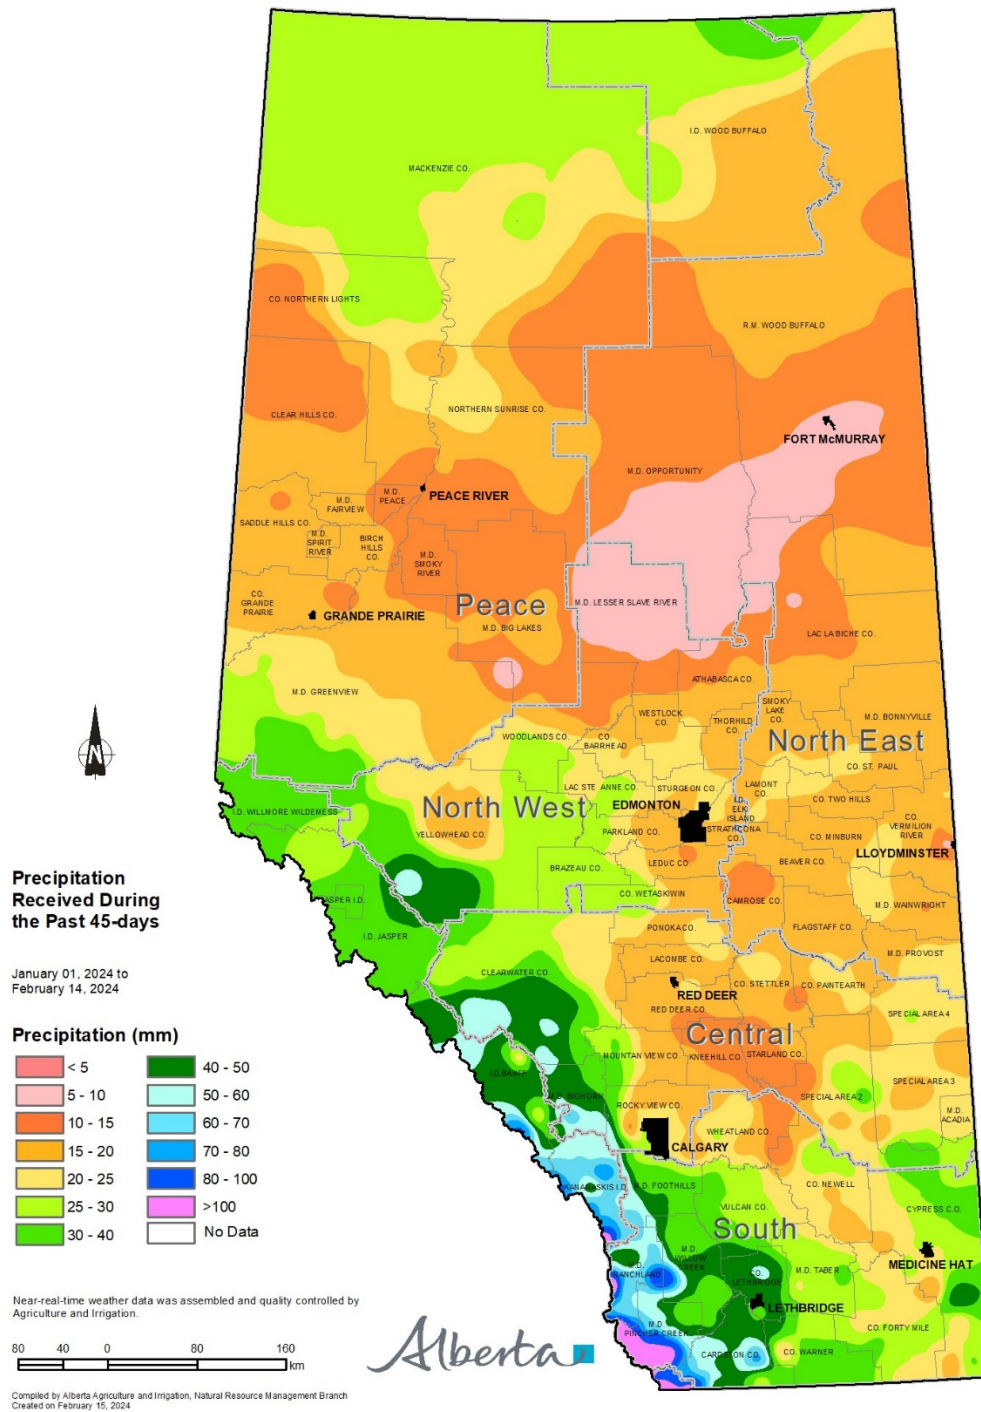 I.D. WOOD BUFFALO
MACKENZIE CO.
CO. NORTHERN LIGHTS
R.M. WOOD BUFFALO
CLEAR HILLS CO.
NORTHERN SUNRISE CO.
FORT McMURRAY
M.D. OPPORTUNITY
M.D.
PEACE
PEACE RIVER
M.D.
FAIRVIEW
SADDLE HILLS CO.
M.D.
SPIRIT
RIVER
BIRCH
HILLS
CO.
M.D.
SMOKY
RIVER
CO.
GRANDE
PRAIRIE
GRANDE PRAIRIE
Peace
M.D. LESSER SLAVE RIVER
M.D. BIG LAKES
LAC LA BICHE CO.
M.D. GREENVIEW
ATHABASCA CO.
N
WOODLANDS CO.
WESTLOCK
CO.
CO.
BARRHEAD
THORHILD
CO.
SMOKY
LAKE
CO.
M.D. BONNYVILLE
North East
CO. ST. PAUL
LAC STE ANNE CO.
STURGEON CO.
LAMONT
CO.
I.D. WILLMORE WILDERNESS
North West
EDMONTON
ELK
ISLAND
CO. TWO HILLS
YELLOWHEAD CO.
PARKLAND CO.
STRATHCONA
CO.
CO. MINBURN
CO.
VERMILION
RIVER
LLOYDMINSTER
BRAZEAU CO.
LEDUC CO.
BEAVER CO.
CO. WETASKIWIN
CAMROSE CO.
M.D. WAINWRIGHT
JASPER I.D.
I.D. JASPER
PONOKA CO.
FLAGSTAFF CO.
M.D. PROVOST
CLEARWATER CO.
LACOMBE CO.
RED DEER
CO. STETTLER
CO. PAINTEARTH
RED DEER CO.
SPECIAL AREA 4
Central
MOUNTAN VIEW CO.
KNEEHILL CO.
STARLAND CO.
I.D. BANFF
M.D. BIGHORN
SPECIAL AREA 2
SPECIAL AREA 3
M.D.
ACADIA
ROCKY VIEW CO.
WHEATLAND CO.
CALGARY
KANANASKIS I.D.
M.D. FOOTHILLS
CO. NEWELL
VULCAN CO.
CYPRESS C.O.
South
M.D.
WILLOW
CREEK
M.D.
RANCHLAND
CO.
LETHBRIDGE
M.D. TABER
MEDICINE HAT
LETHBRIDGE
M.D.
PINCHER CREEK
CO. FORTY MILE
CARDSTON CO.
CO. WARNER
Precipitation
Received During
the Past 45-days
January 01, 2024 to
February 14, 2024
Precipitation (mm)
< 5
5 - 10
10 - 15
15 - 20
20 - 25
25 - 30
30 - 40
40 - 50
50 - 60
60 - 70
70 - 80
80 - 100
>100
No Data
Near-real-time weather data was assembled and quality controlled by
Agriculture and Irrigation.
80 40 0 80 160
km
Alberta
Compiled by Alberta Agriculture and Irrigation, Natural Resource Management Branch
Created on February 15, 2024